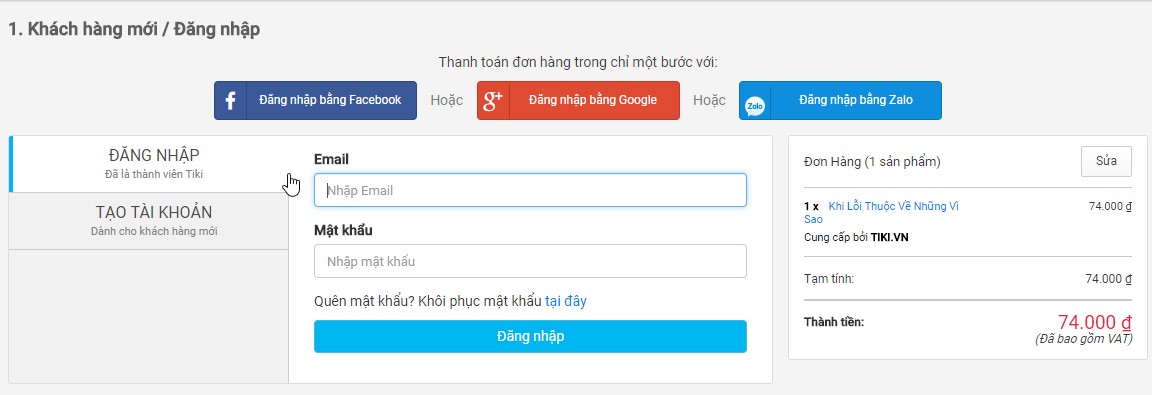 1. Khách hàng mới / Đăng nhập
Thanh toán đơn hàng trong chỉ một bước với:
f Đăng nhập bằng Facebook Hoặc g+ Đăng nhập bằng Google Hoặc Zalo Đăng nhập bằng Zalo
ĐĂNG NHẬP
Đã là thành viên Tiki
TẠO TÀI KHOẢN
Dành cho khách hàng mới
Email
Nhập Email
Mật khẩu
Nhập mật khẩu
Quên mật khẩu? Khôi phục mật khẩu tại đây
Đăng nhập
Đơn Hàng (1 sản phẩm) Sửa
1 x Khi Lỗi Thuộc Về Những Vì 74.000 ₫
Sao
Cung cấp bởi TIKI.VN
Tạm tính: 74.000 ₫
Thành tiền: 74.000 ₫
(Đã bao gồm VAT)